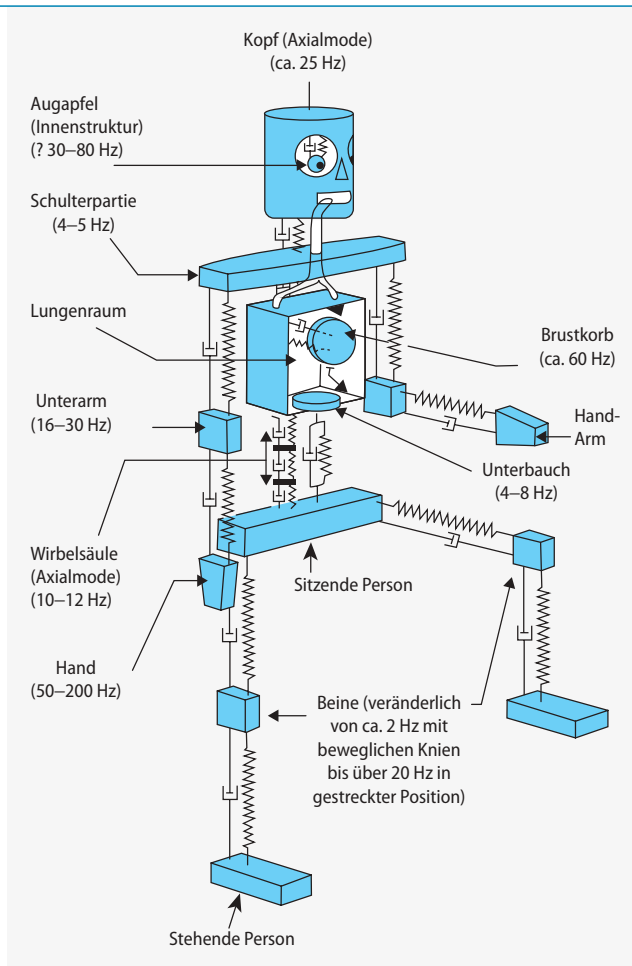 Kopf (Axialmode)
(ca. 25 Hz)
Augapfel
(Innenstruktur)
(? 30–80 Hz)
Schulterpartie
(4–5 Hz)
Lungenraum
Brustkorb
(ca. 60 Hz)
Unterarm
(16–30 Hz)
Hand-
Arm
Unterbauch
(4–8 Hz)
Wirbelsäule
(Axialmode)
(10–12 Hz)
Sitzende Person
Hand
(50–200 Hz)
Beine (veränderlich
von ca. 2 Hz mit
beweglichen Knien
bis über 20 Hz in
gestreckter Position)
Stehende Person